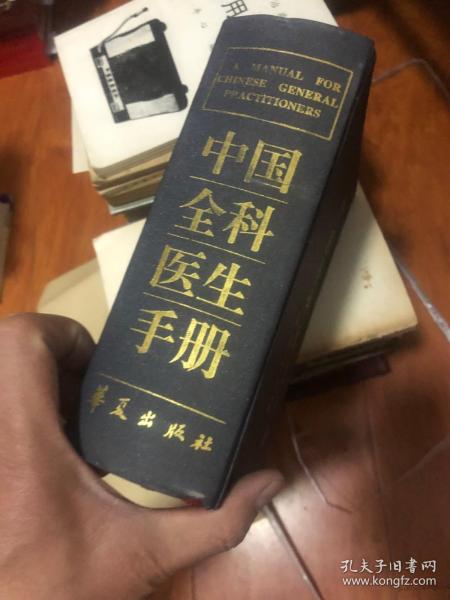 用
A MANUAL FOR
CHINESE GENERAL
PRACTITIONERS
中国
全科
医生
手册
华夏出版社
孔夫子旧书网
www.kongfz.com